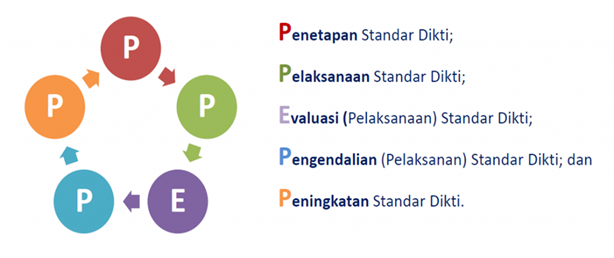 P
P
E
P
P
Penetapan Standar Dikti;
Pelaksanaan Standar Dikti;
Evaluasi (Pelaksanaan) Standar Dikti;
Pengendalian (Pelaksanan) Standar Dikti; dan
Peningkatan Standar Dikti.